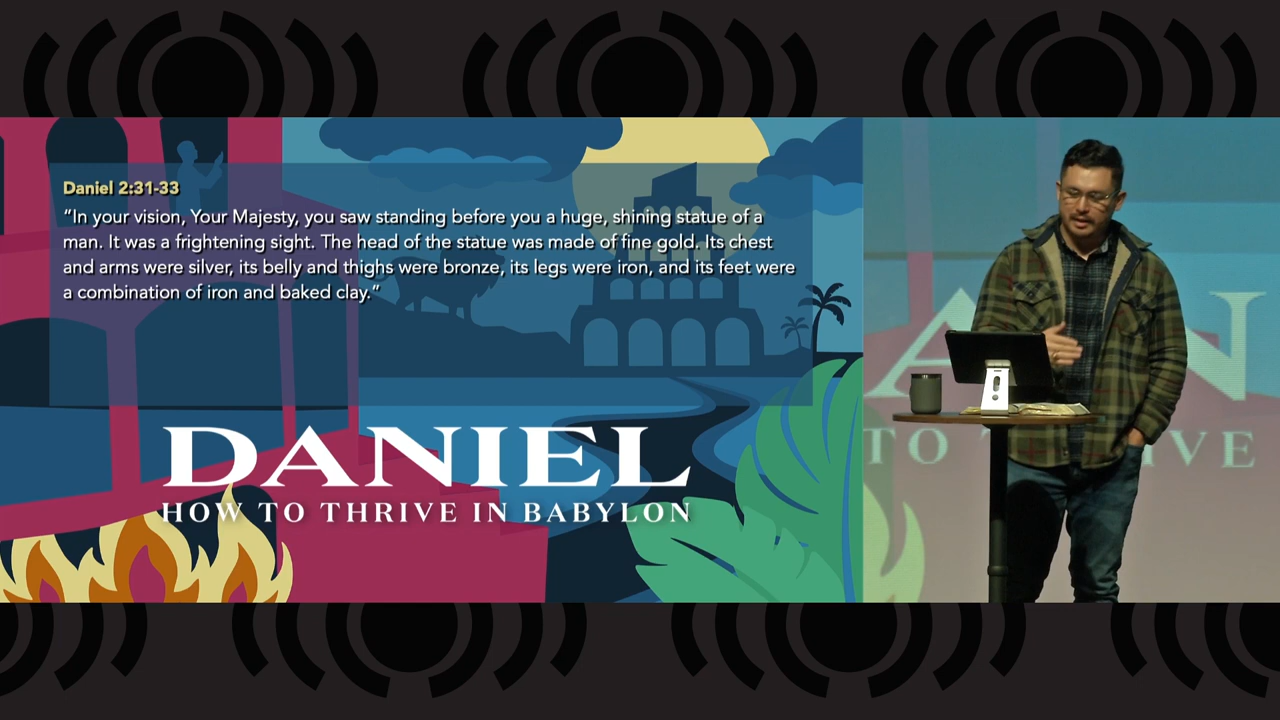 Daniel 2:31-33
“In your vision, Your Majesty, you saw standing before you a huge, shining statue of a
man. It was a frightening sight. The head of the statue was made of fine gold. Its chest
and arms were silver, its belly and thighs were bronze, its legs were iron, and its feet were
a combination of iron and baked clay.”
DANIEL
HOW TO THRIVE IN BABYLON
A N
TO T IVE